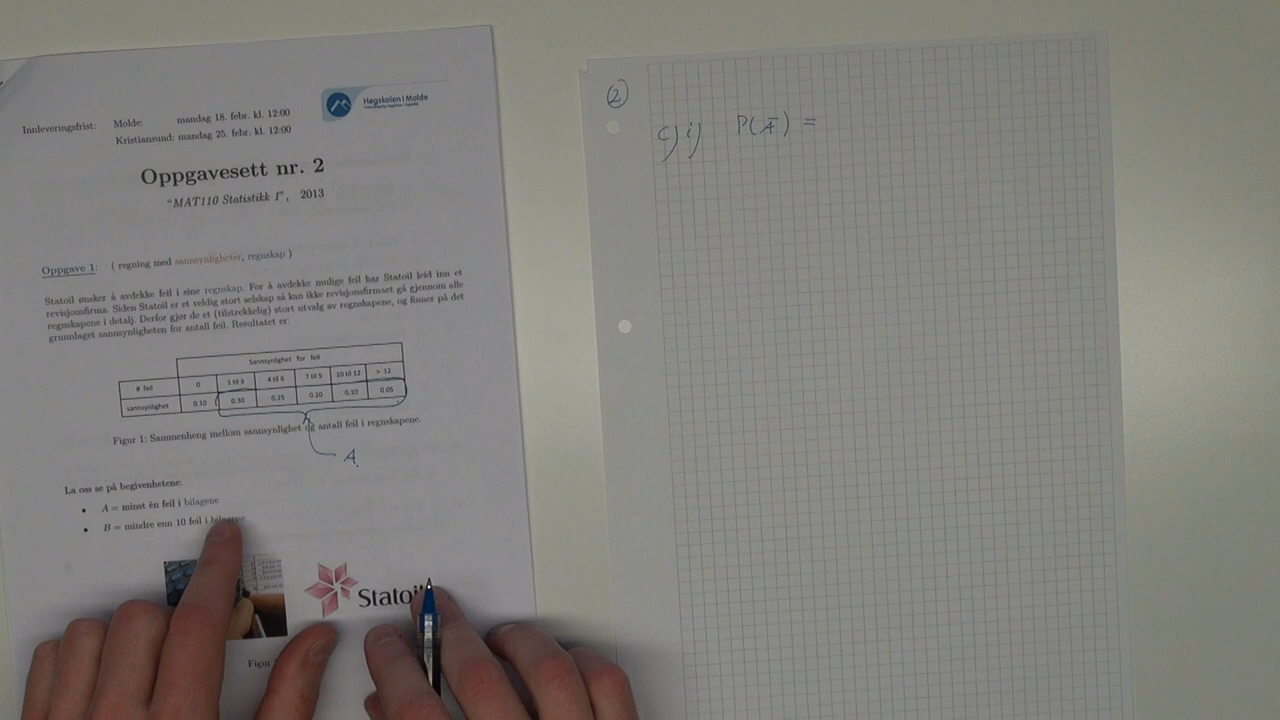 Innleveringsfrist: Molde: mandag 18. febr. kl. 12:00
Kristiansund: mandag 25. febr. kl. 12:00
Høgskolen i Molde
Oppgavesett nr. 2
"MAT110 Statistikk 1", 2013
Oppgave 1: ( regning med sannsynligheter, regnskap )
Statoil ønsker å avdekke feil i sine regnskap. For å avdekke mulige feil har Statoil leid inn et
revisjonsfirma. Siden Statoil er et veldig stort selskap så kan ikke revisjonsfirmaet gå gjennom alle
regnskapene i detalj. Derfor gjør de et (tilstrekkelig) stort utvalg av regnskapene, og finner på det
grunnlaget sannsynligheten for antall feil. Resultatet er:
Sannsynlighet for feil
# feil 0 1 til 3 4 til 6 7 til 9 10 til 12 > 12
sannsynlighet 0.10 0.30 0.25 0.20 0.10 0.05
Figur 1: Sammenheng mellom sannsynlighet og antall feil i regnskapene.
A
La oss se på begivenhetene:
• A = minst èn feil i bilagene
• B = mindre enn 10 feil i bilagene
Statoil
Figu
2
c) i) P(Ā) =